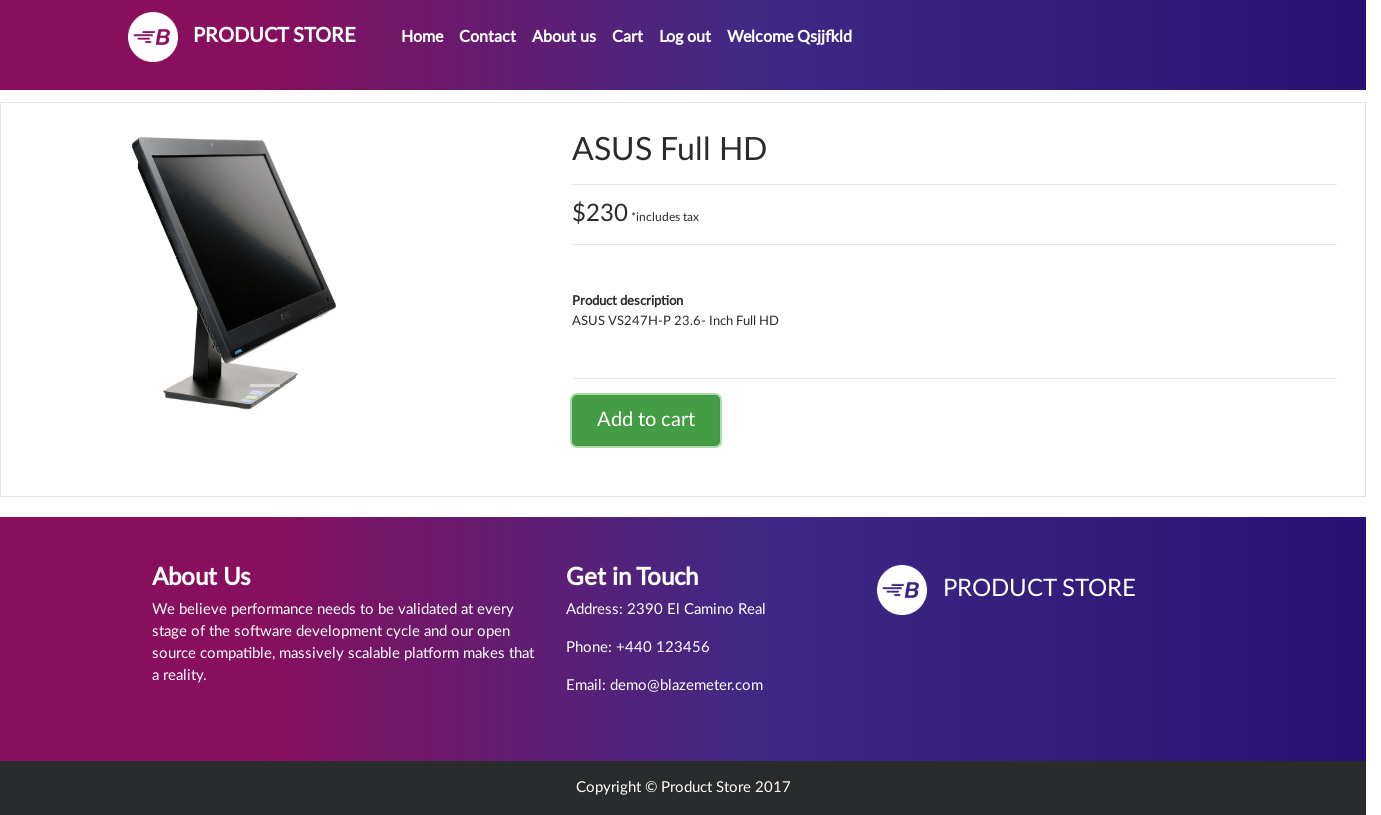 B PRODUCT STORE Home Contact About us Cart Log out Welcome Qsjjfkld
ASUS Full HD
$230 *includes tax
Product description
ASUS VS247H-P 23.6- Inch Full HD
Add to cart
About Us
We believe performance needs to be validated at every
stage of the software development cycle and our open
source compatible, massively scalable platform makes that
a reality.
Get in Touch
Address: 2390 El Camino Real
Phone: +440 123456
Email: demo@blazemeter.com
B PRODUCT STORE
Copyright © Product Store 2017